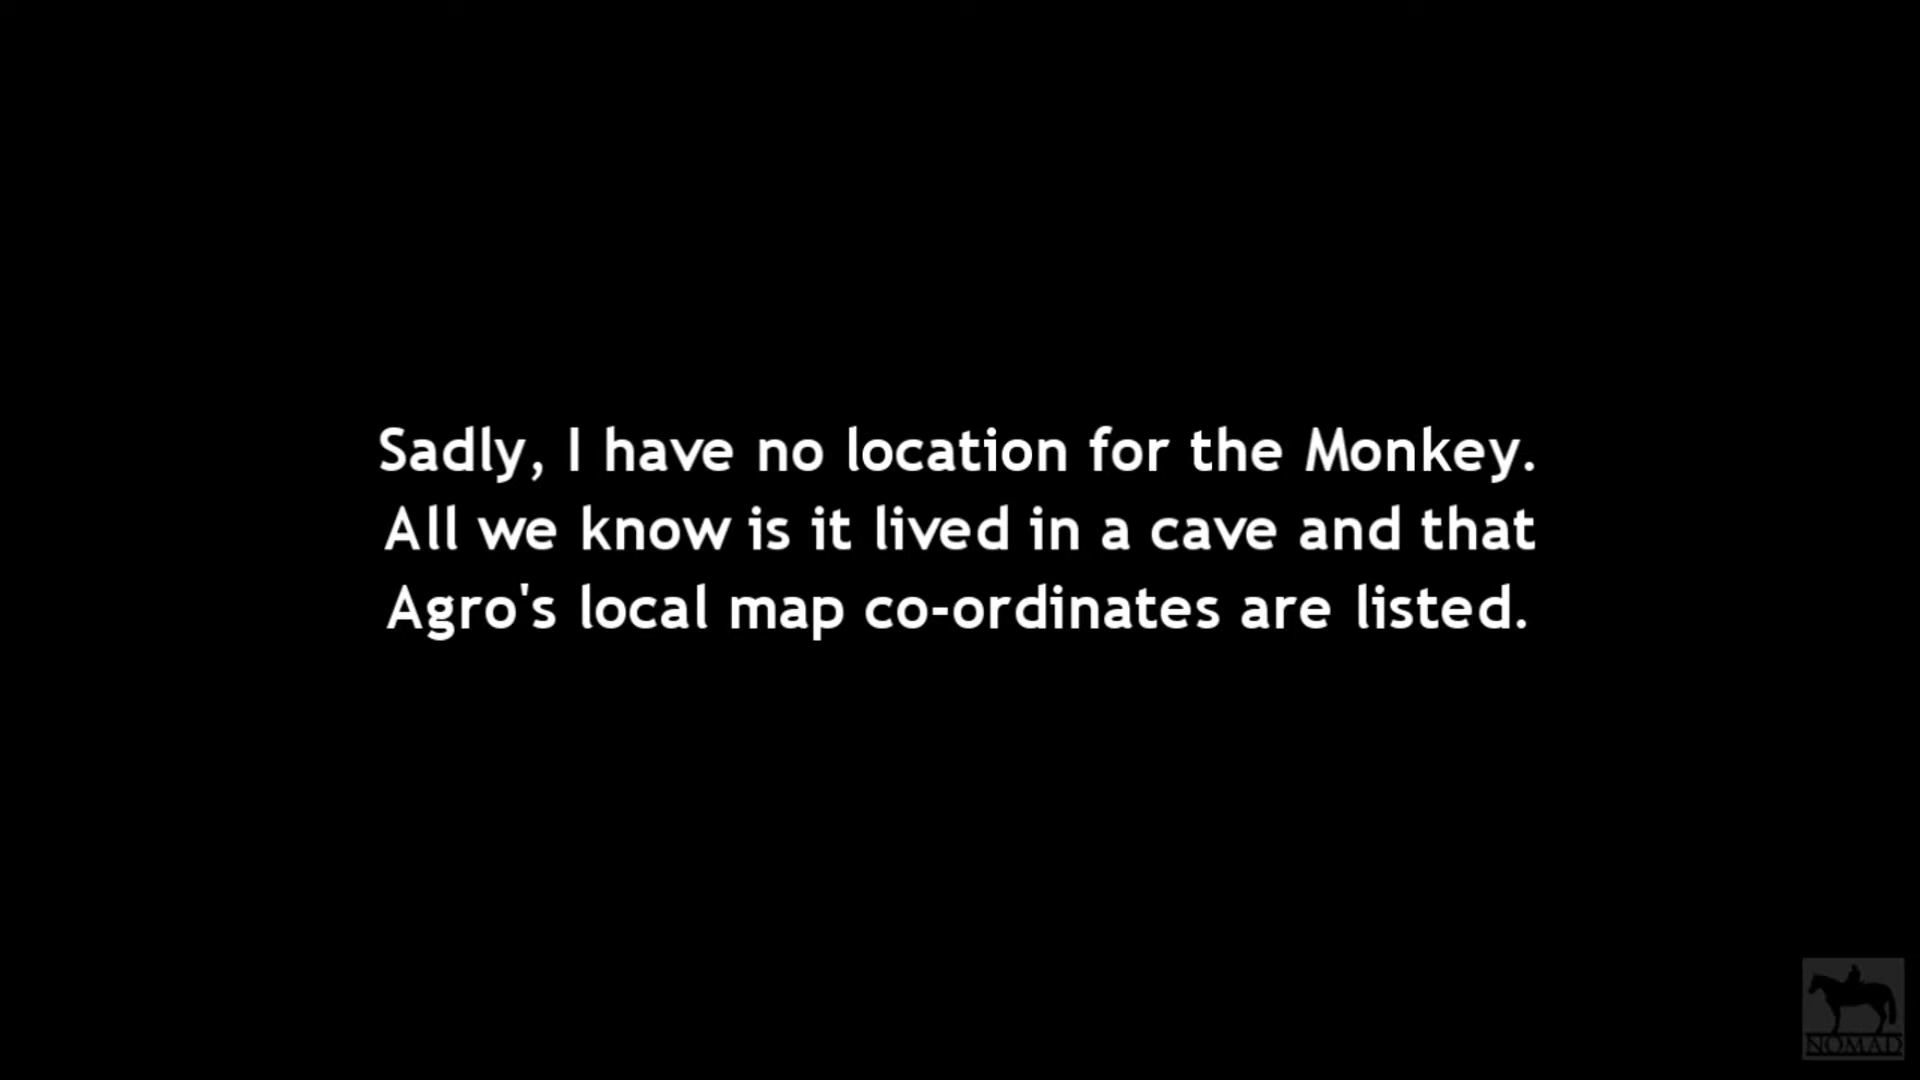 Sadly, I have no location for the Monkey.
All we know is it lived in a cave and that
Agro's local map co-ordinates are listed.
NOMAD